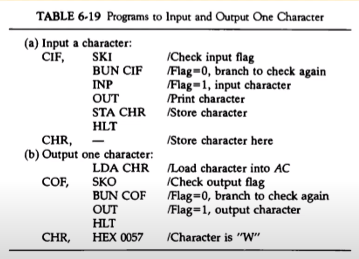 TABLE 6-19 Programs to Input and Output One Character
(a) Input a character:
CIF, SKI /Check input flag
BUN CIF /Flag=0, branch to check again
INP /Flag=1, input character
OUT /Print character
STA CHR /Store character
HLT
CHR, — /Store character here
(b) Output one character:
LDA CHR /Load character into AC
COF, SKO /Check output flag
BUN COF /Flag=0, branch to check again
OUT /Flag=1, output character
HLT
CHR, HEX 0057 /Character is "W"